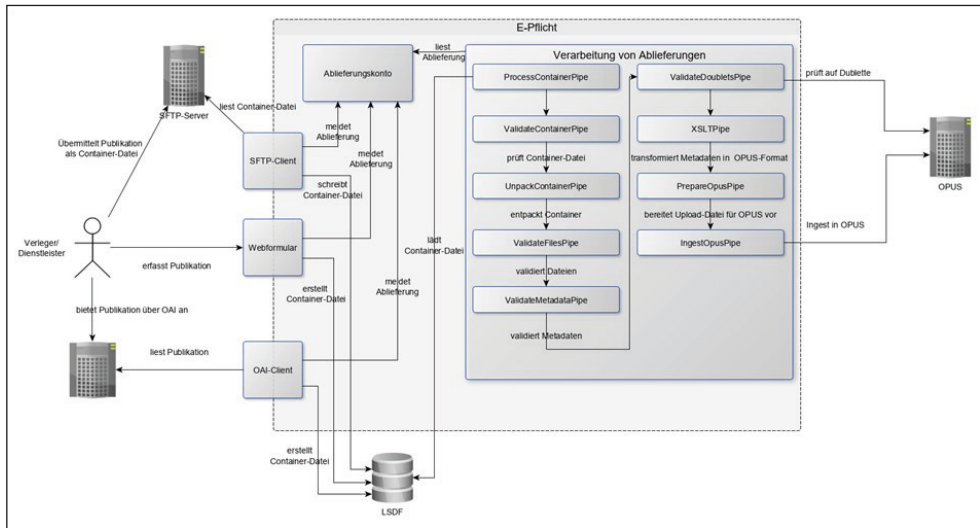 E-Pflicht
SFTP-Server
Übermittelt Publikation
als Container-Datei
liest Container-Datei
Verleger/
Dienstleister
erfasst Publikation
bietet Publikation über OAI an
liest Publikation
SFTP-Client
Webformular
OAI-Client
Ablieferungskonto
liest
Ablieferung
meldet
Ablieferung
meldet
Ablieferung
meldet
Ablieferung
schreibt
Container-Datei
erstellt
Container-Datei
erstellt
Container-Datei
lädt
Container-Datei
LSDF
Verarbeitung von Ablieferungen
ProcessContainerPipe
ValidateContainerPipe
prüft Container-Datei
UnpackContainerPipe
entpackt Container
ValidateFilesPipe
validiert Dateien
ValidateMetadataPipe
validiert Metadaten
ValidateDoubletsPipe
XSLTPipe
transformiert Metadaten in OPUS-Format
PrepareOpusPipe
bereitet Upload-Datei für OPUS vor
IngestOpusPipe
prüft auf Dublette
Ingest in OPUS
OPUS